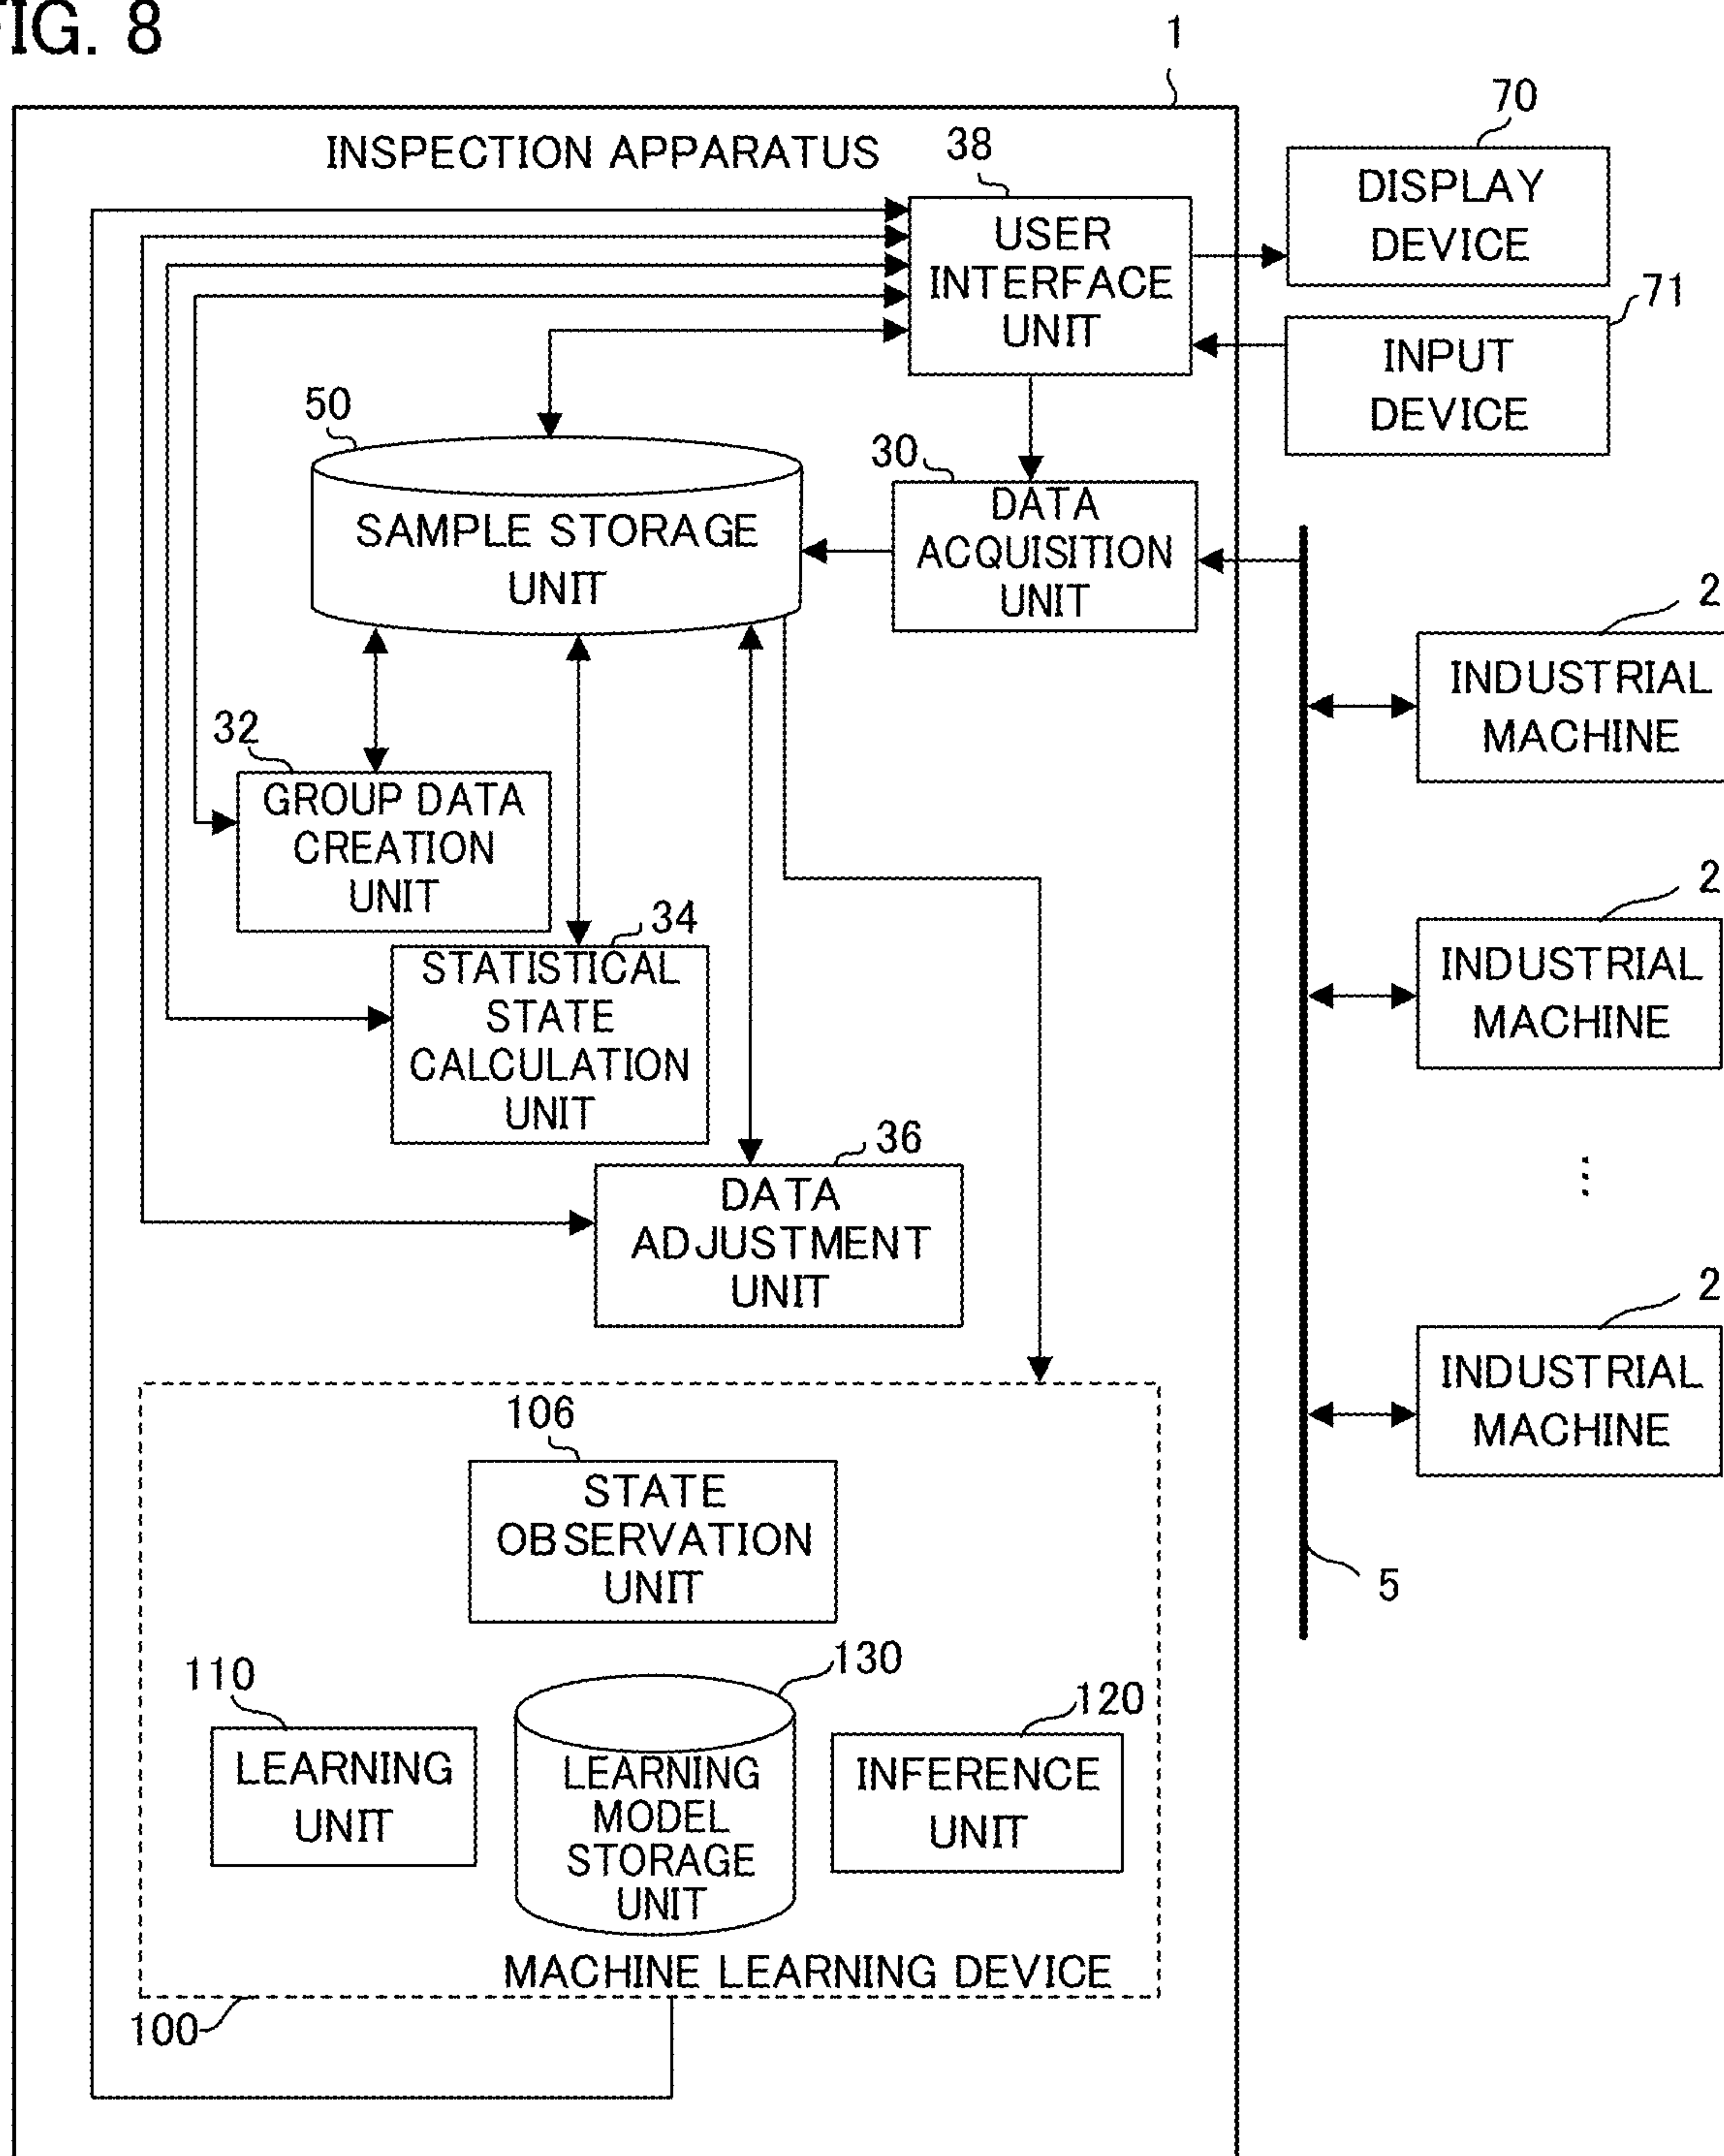 FIG. 8
1
INSPECTION APPARATUS
38
USER
INTERFACE
UNIT
70
DISPLAY
DEVICE
71
INPUT
DEVICE
50
SAMPLE STORAGE
UNIT
30
DATA
ACQUISITION
UNIT
2
INDUSTRIAL
MACHINE
32
GROUP DATA
CREATION
UNIT
2
INDUSTRIAL
MACHINE
34
STATISTICAL
STATE
CALCULATION
UNIT
36
DATA
ADJUSTMENT
UNIT
⋮
2
INDUSTRIAL
MACHINE
5
106
STATE
OBSERVATION
UNIT
110
LEARNING
UNIT
130
LEARNING
MODEL
STORAGE
UNIT
120
INFERENCE
UNIT
MACHINE LEARNING DEVICE
100